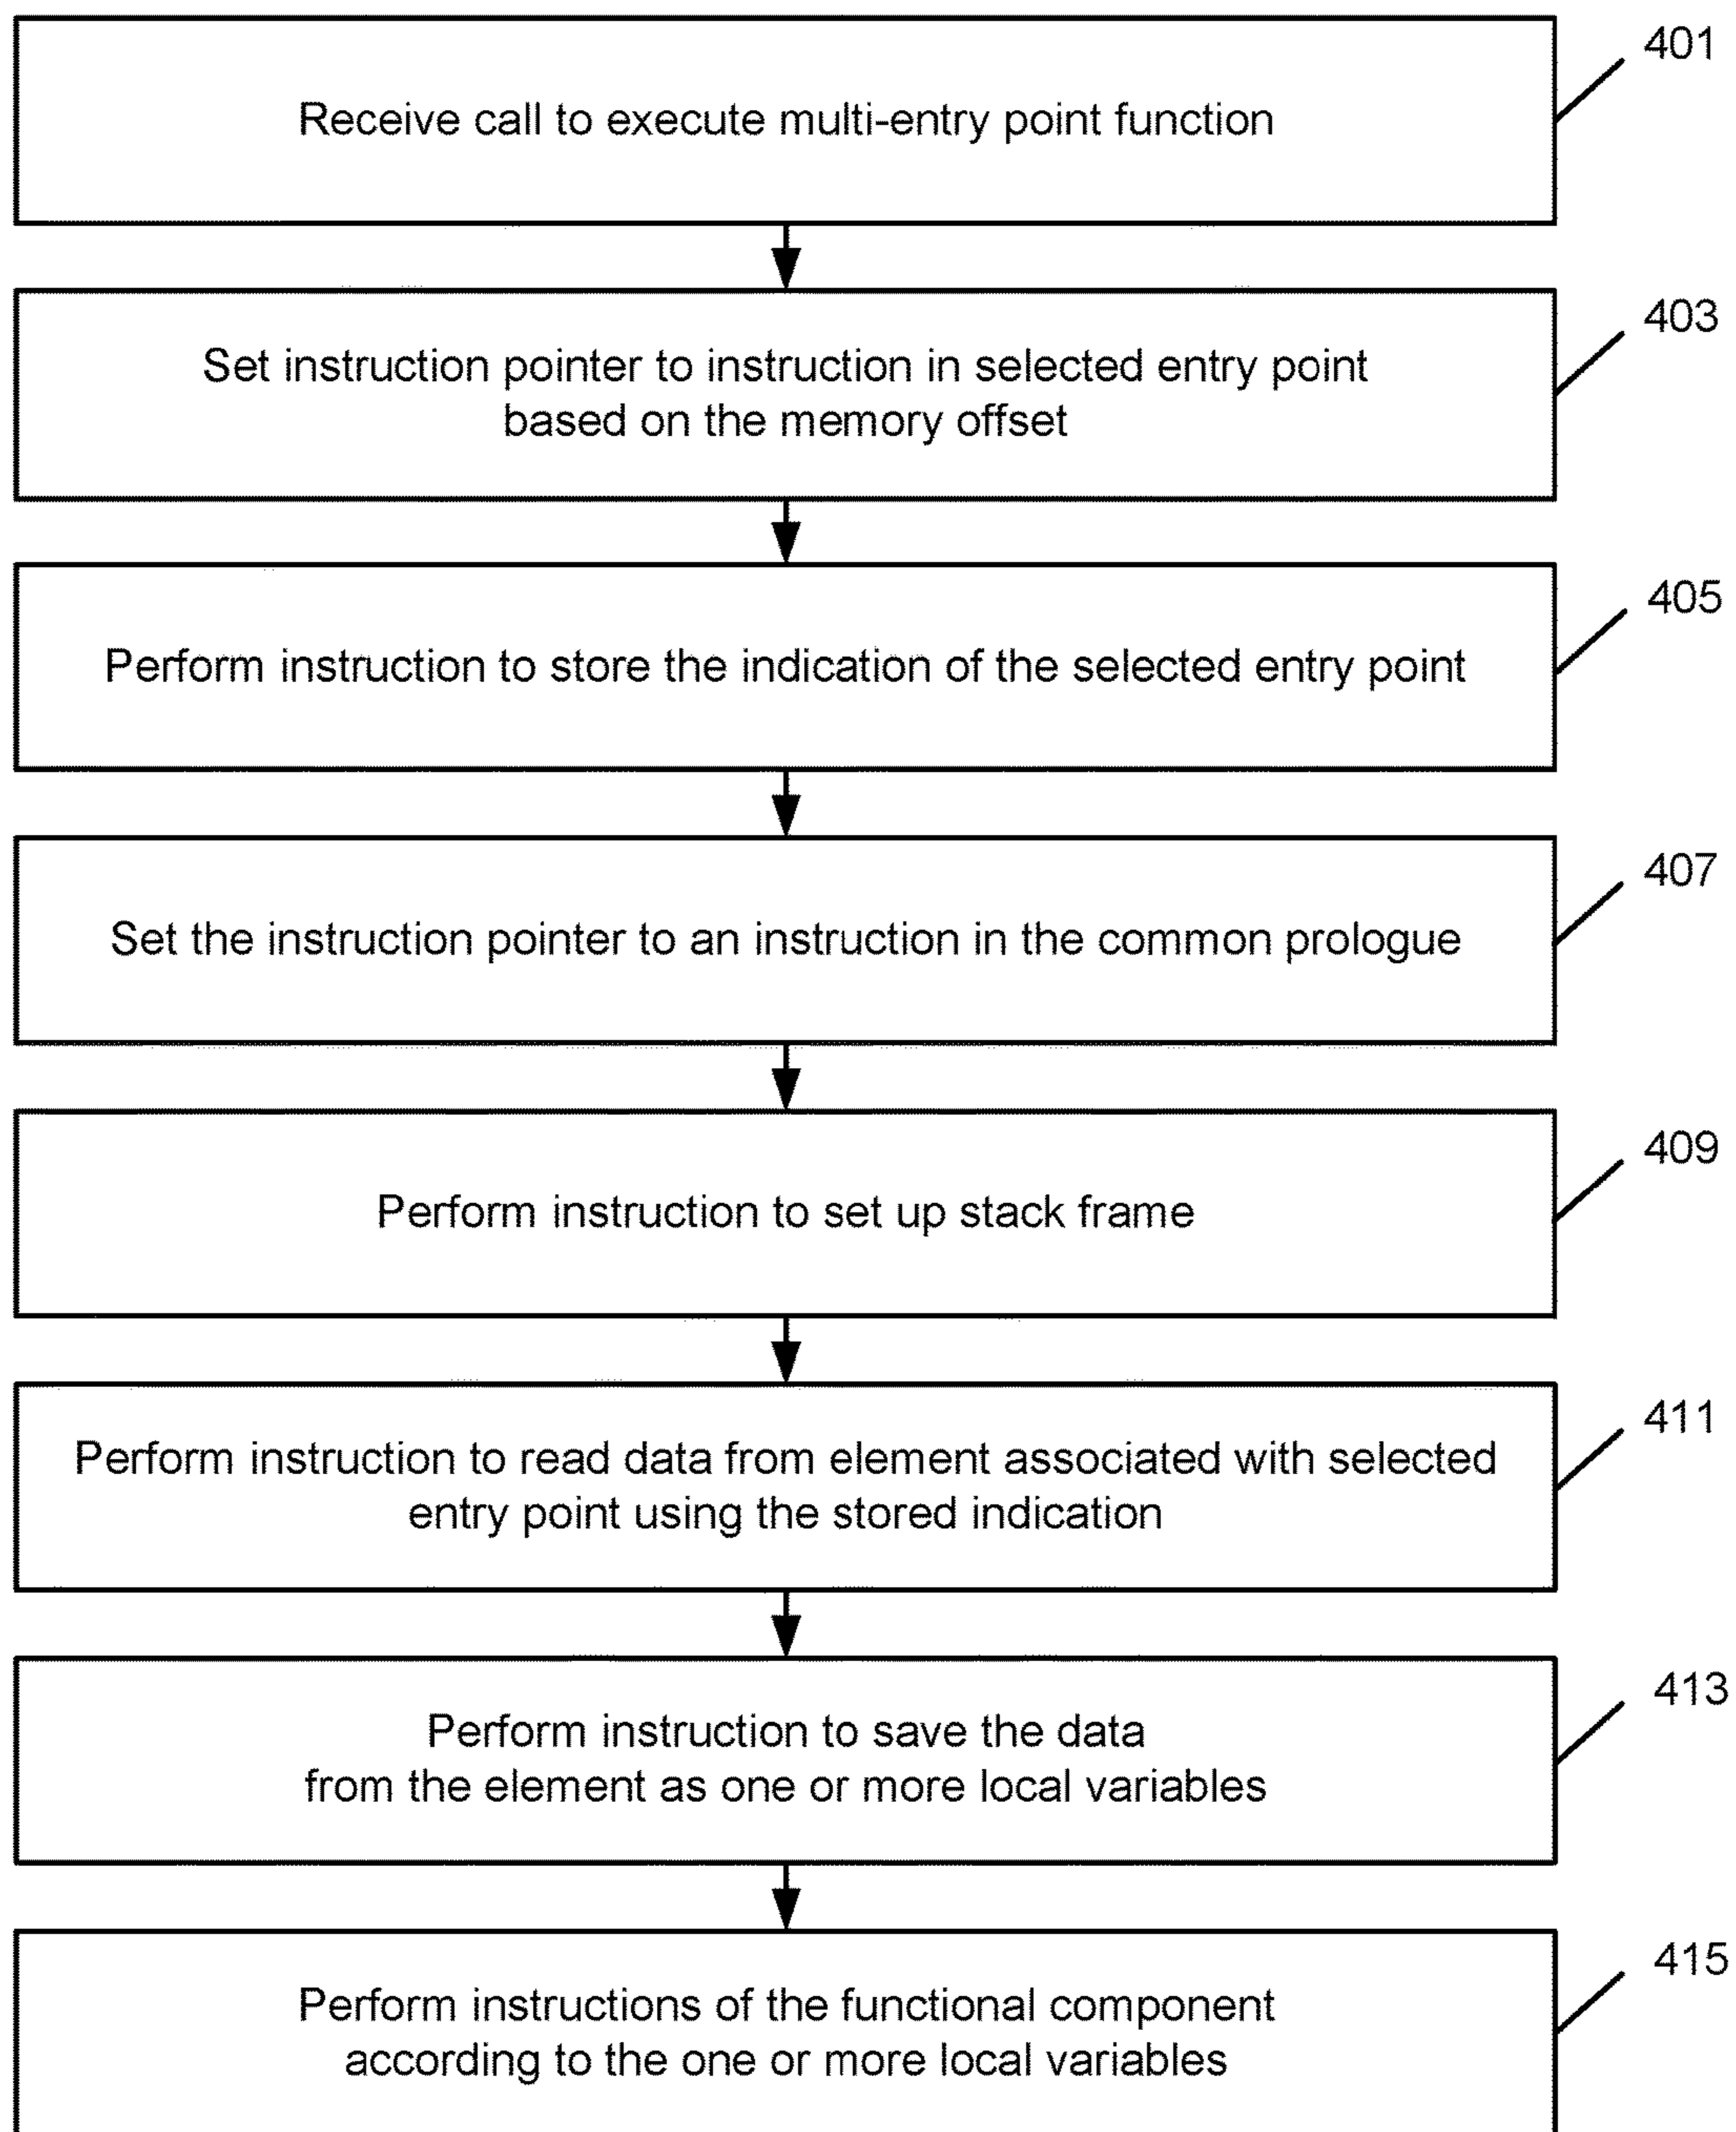 401
Receive call to execute multi-entry point function
403
Set instruction pointer to instruction in selected entry point
based on the memory offset
405
Perform instruction to store the indication of the selected entry point
407
Set the instruction pointer to an instruction in the common prologue
409
Perform instruction to set up stack frame
411
Perform instruction to read data from element associated with selected
entry point using the stored indication
413
Perform instruction to save the data
from the element as one or more local variables
415
Perform instructions of the functional component
according to the one or more local variables